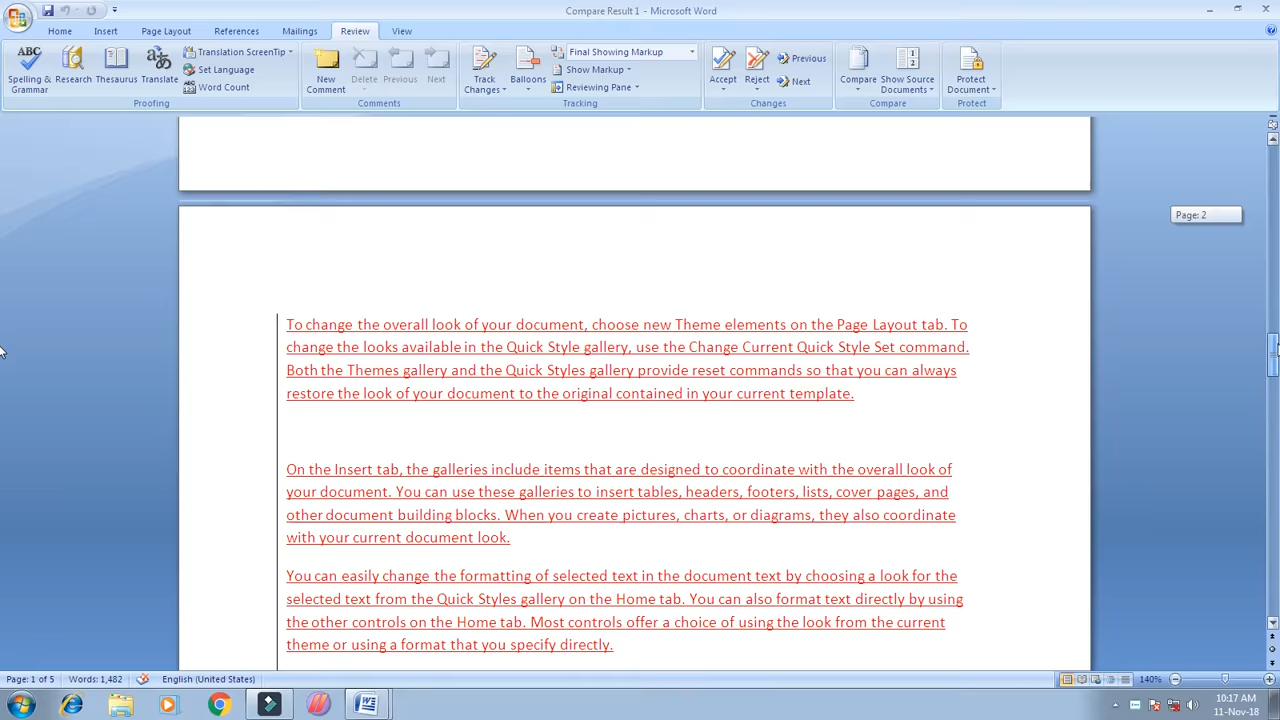 Compare Result 1 - Microsoft Word
Home Insert Page Layout References Mailings Review View
ABC
Spelling & Grammar
Research
Thesaurus
Translate
Translation ScreenTip
Set Language
Word Count
Proofing
New Comment
Delete
Previous
Next
Comments
Track Changes
Balloons
Final Showing Markup
Show Markup
Reviewing Pane
Tracking
Accept
Reject
Previous
Next
Changes
Compare
Show Source Documents
Compare
Protect Document
Protect
Page: 2
To change the overall look of your document, choose new Theme elements on the Page Layout tab. To
change the looks available in the Quick Style gallery, use the Change Current Quick Style Set command.
Both the Themes gallery and the Quick Styles gallery provide reset commands so that you can always
restore the look of your document to the original contained in your current template.
On the Insert tab, the galleries include items that are designed to coordinate with the overall look of
your document. You can use these galleries to insert tables, headers, footers, lists, cover pages, and
other document building blocks. When you create pictures, charts, or diagrams, they also coordinate
with your current document look.
You can easily change the formatting of selected text in the document text by choosing a look for the
selected text from the Quick Styles gallery on the Home tab. You can also format text directly by using
the other controls on the Home tab. Most controls offer a choice of using the look from the current
theme or using a format that you specify directly.
Page: 1 of 5 Words: 1,482 English (United States) 140%
10:17 AM
11-Nov-18